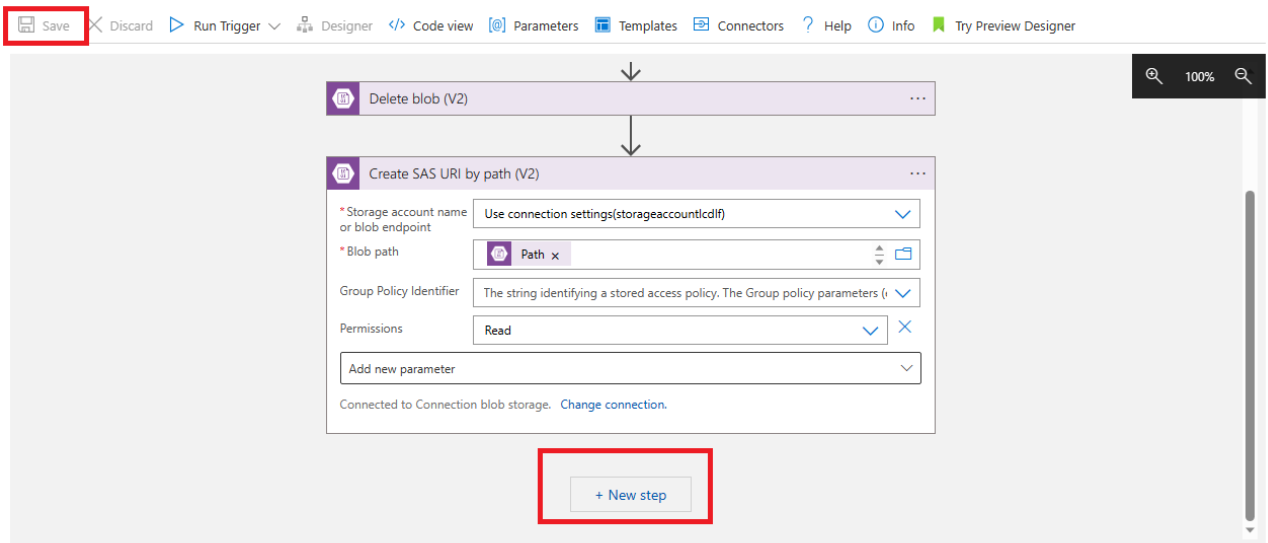 Save Discard Run Trigger Designer Code view Parameters Templates Connectors Help Info Try Preview Designer
100%
Delete blob (V2)
Create SAS URI by path (V2)
*Storage account name
or blob endpoint
Use connection settings(storageaccountlcdlf)
*Blob path
Path ×
Group Policy Identifier
The string identifying a stored access policy. The Group policy parameters (
Permissions
Read
Add new parameter
Connected to Connection blob storage. Change connection.
+ New step